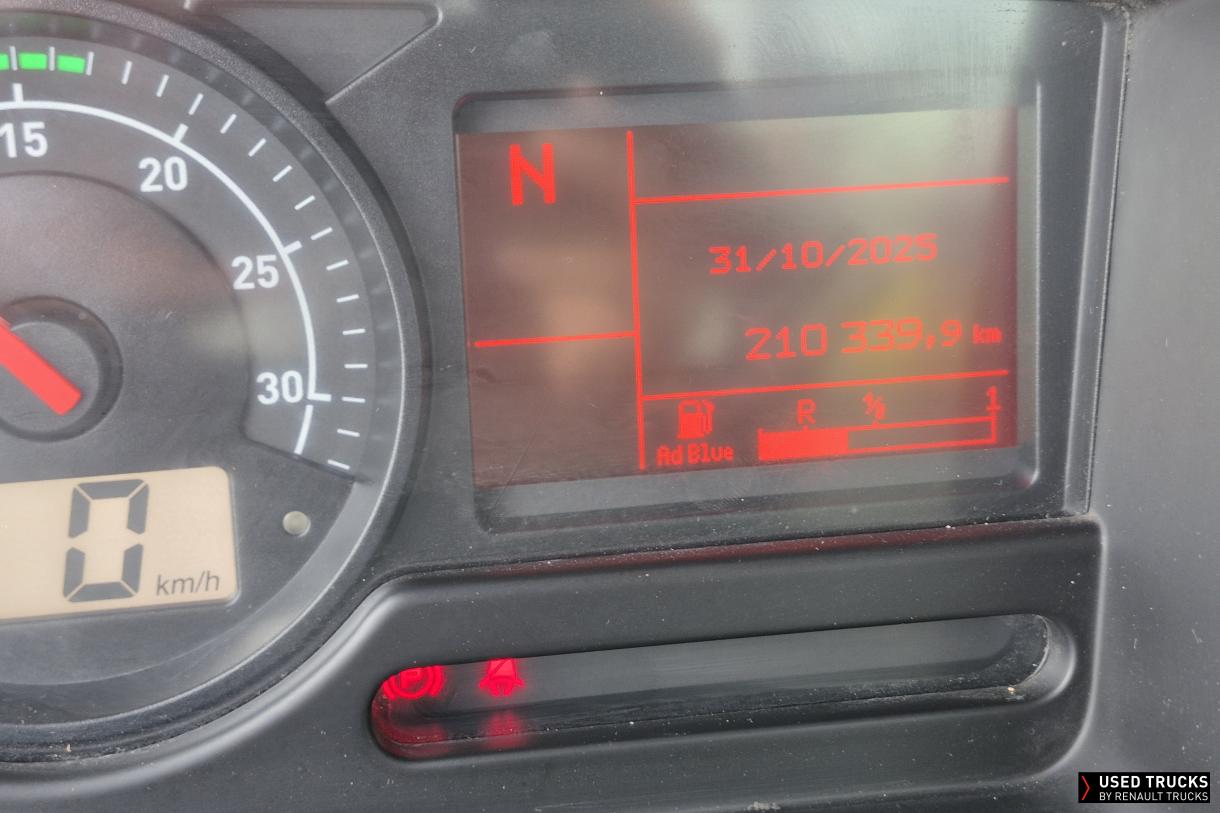 15
20
25
30
N
31/10/2025
210 339,9 km
R ½ 1
Ad Blue
0 km/h
P
USED TRUCKS
BY RENAULT TRUCKS